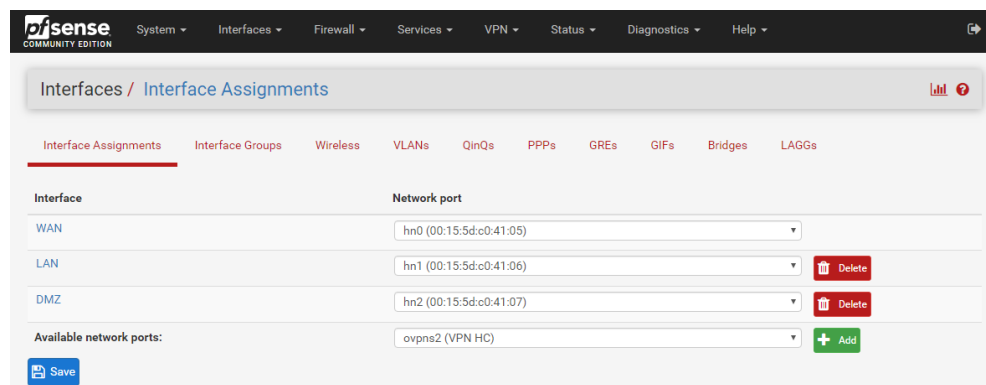 pfsense System Interfaces Firewall Services VPN Status Diagnostics Help
COMMUNITY EDITION
Interfaces / Interface Assignments
Interface Assignments Interface Groups Wireless VLANs QinQs PPPs GREs GIFs Bridges LAGGs
Interface Network port
WAN hn0 (00:15:5d:c0:41:05)
LAN hn1 (00:15:5d:c0:41:06) Delete
DMZ hn2 (00:15:5d:c0:41:07) Delete
Available network ports: ovpns2 (VPN HC) Add
Save